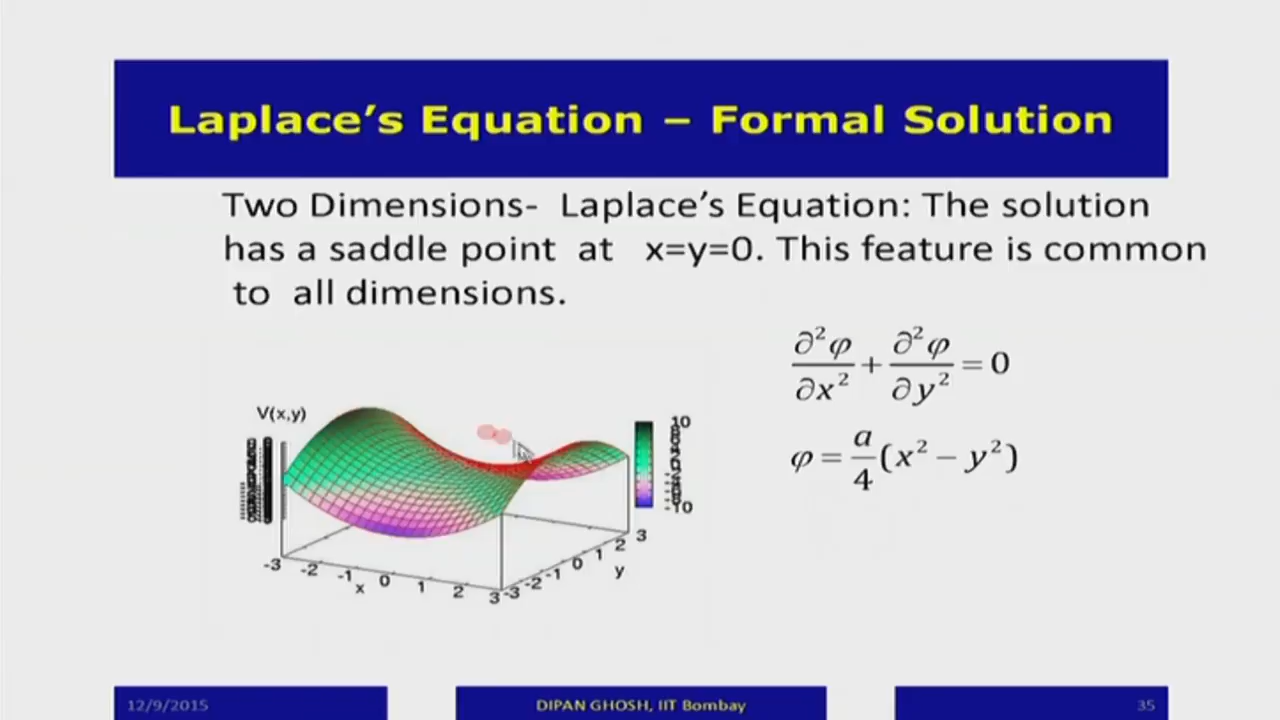 Laplace’s Equation – Formal Solution
Two Dimensions- Laplace’s Equation: The solution
has a saddle point at x=y=0. This feature is common
to all dimensions.
∂²φ/∂x² + ∂²φ/∂y² = 0
φ = a/4 (x² − y²)
V(x,y)
10
-10
-3 -2 -1 0 1 2 3
x
-3 -2 -1 0 1 2 3
y
12/9/2015
DIPAN GHOSH, IIT Bombay
35